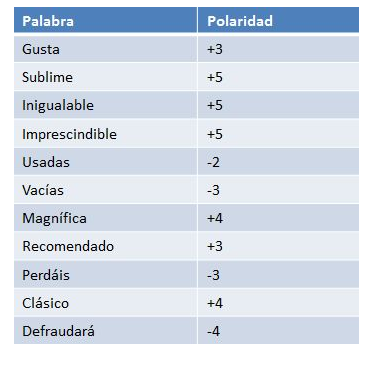 Palabra Polaridad
Gusta +3
Sublime +5
Inigualable +5
Imprescindible +5
Usadas -2
Vacías -3
Magnífica +4
Recomendado +3
Perdáis -3
Clásico +4
Defraudará -4